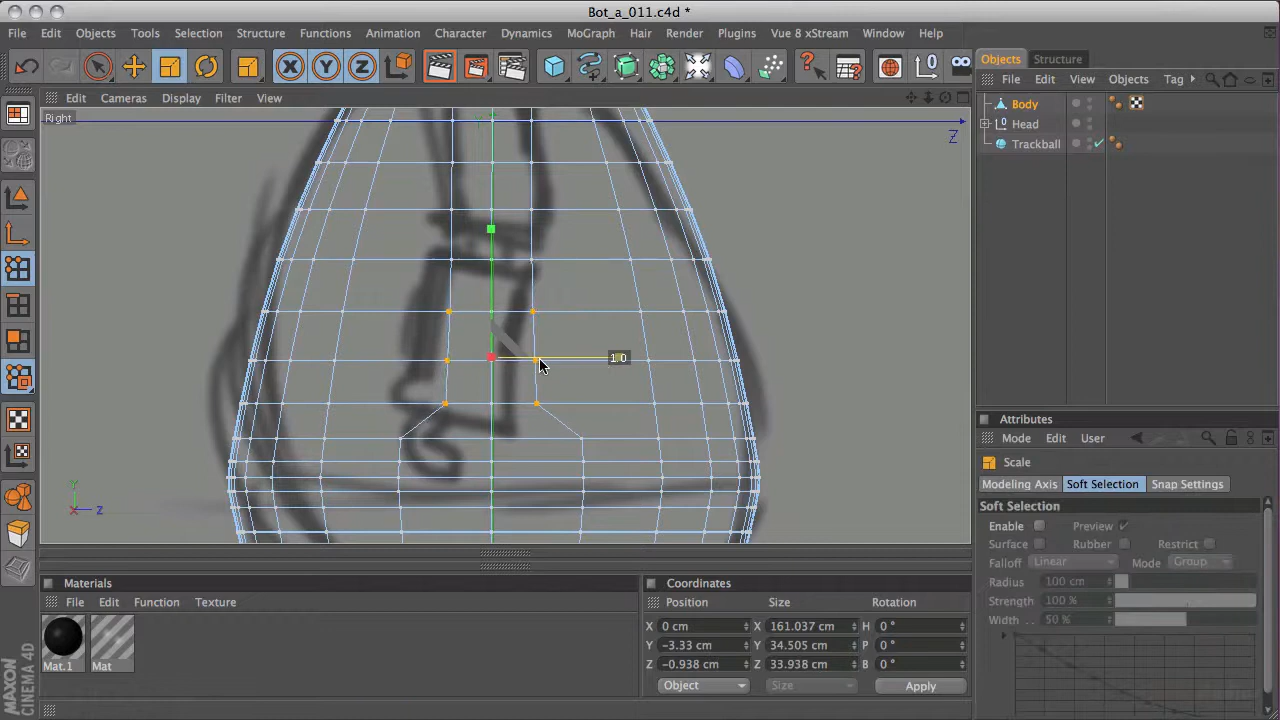 Bot_a_011.c4d *
File Edit Objects Tools Selection Structure Functions Animation Character Dynamics MoGraph Hair Render Plugins Vue 8 xStream Window Help
Objects Structure
File Edit View Objects Tag
Edit Cameras Display Filter View
Body
Head
Trackball
Right
Z
Y
1.0
Y
X Z
Attributes
Mode Edit User
Scale
Modeling Axis Soft Selection Snap Settings
Soft Selection
Enable Preview
Surface Rubber Restrict
Falloff Linear Mode Group
Radius 100 cm
Strength 100 %
Width . . 50 %
Materials
File Edit Function Texture
Mat.1 Mat
Coordinates
Position Size Rotation
X 0 cm X 161.037 cm H 0 °
Y -3.33 cm Y 34.505 cm P 0 °
Z -0.938 cm Z 33.938 cm B 0 °
Object Size Apply
MAXON
CINEMA 4D